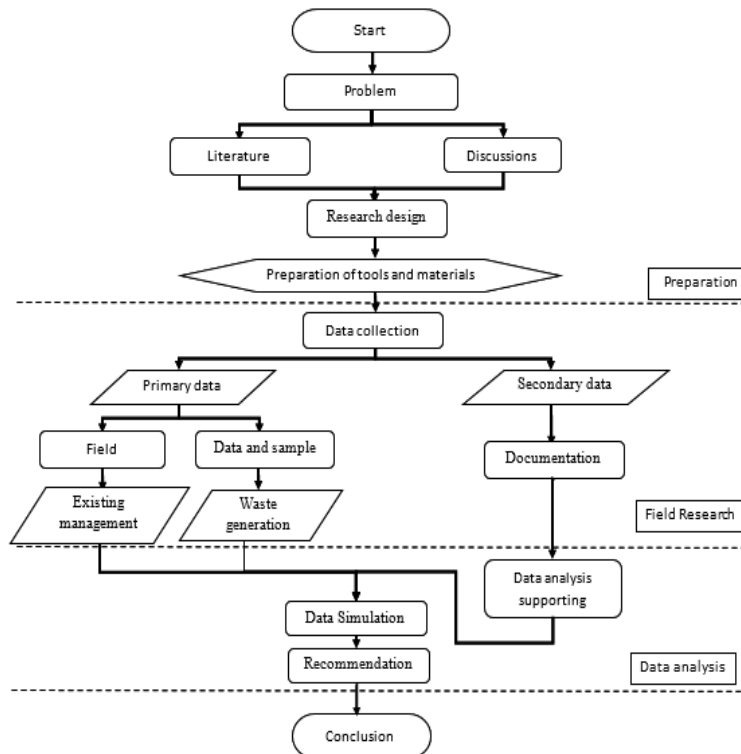 Start
Problem
Literature
Discussions
Research design
Preparation of tools and materials
Preparation
Data collection
Primary data
Secondary data
Field
Data and sample
Documentation
Existing
management
Waste
generation
Field Research
Data analysis
supporting
Data Simulation
Recommendation
Data analysis
Conclusion